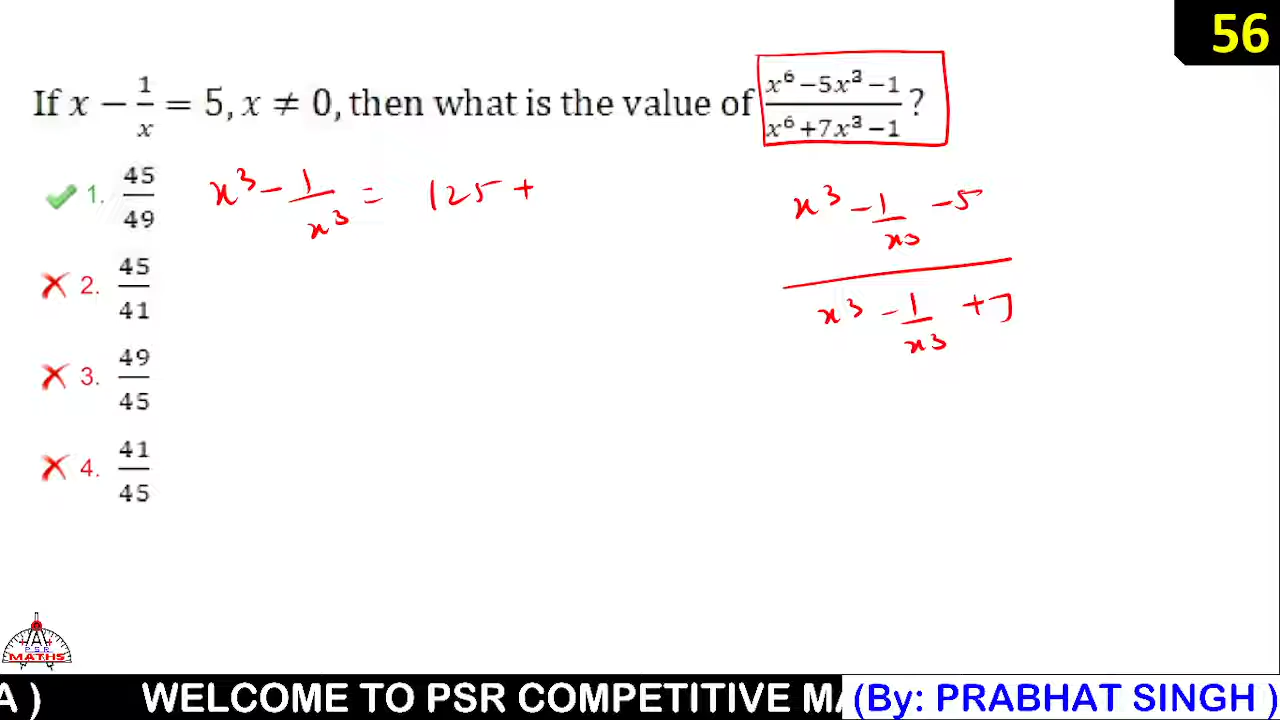 56
If x − 1/x = 5, x ≠ 0, then what is the value of (x⁶ −5x³ −1)/(x⁶ +7x³ −1) ?
1. 45/49
x³ − 1/x³ = 125 +
x³ − 1/x³ − 5
x³ − 1/x³ + 7
2. 45/41
3. 49/45
4. 41/45
PSR
MATHS
A ) WELCOME TO PSR COMPETITIVE MA
(By: PRABHAT SINGH )